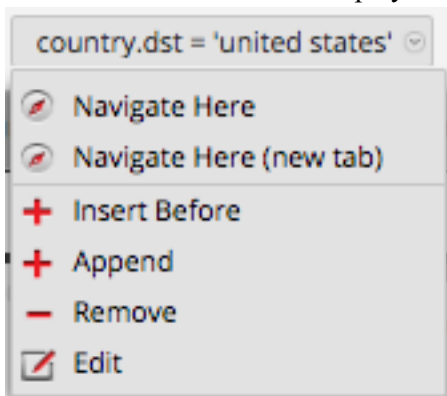 country.dst = 'united states'
Navigate Here
Navigate Here (new tab)
Insert Before
Append
Remove
Edit